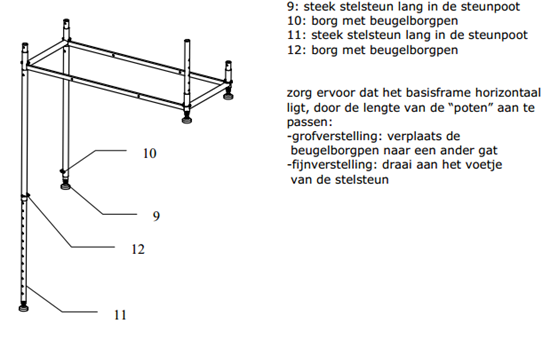 9: steek stelsteun lang in de steunpoot
10: borg met beugelborgpen
11: steek stelsteun lang in de steunpoot
12: borg met beugelborgpen
zorg ervoor dat het basisframe horizontaal
ligt, door de lengte van de “poten” aan te
passen:
-grofverstelling: verplaats de
beugelborgpen naar een ander gat
-fijnverstelling: draai aan het voetje
van de stelsteun
10
9
12
11